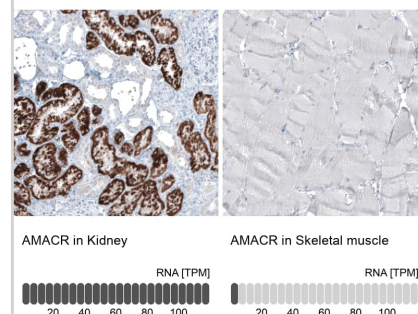 AMACR in Kidney
AMACR in Skeletal muscle
RNA [TPM]
RNA [TPM]
20 40 60 80 100
20 40 60 80 100